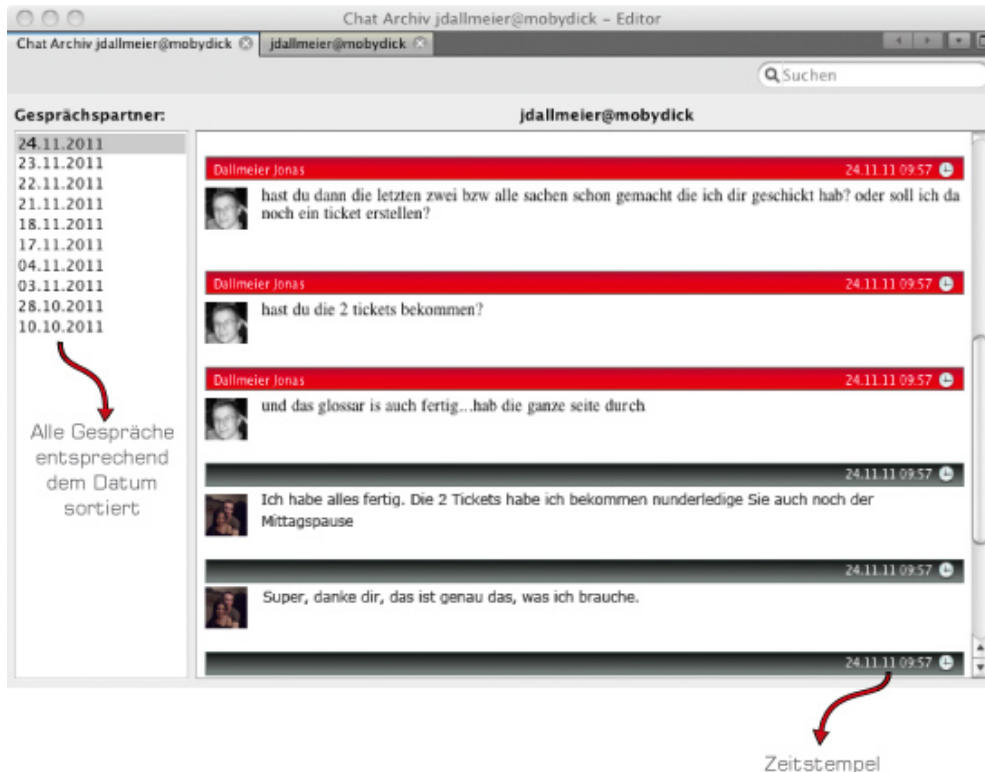 Chat Archiv jdallmeier@mobydick – Editor
Chat Archiv jdallmeier@mobydick
jdallmeier@mobydick
Suchen
Gesprächspartner:
jdallmeier@mobydick
24.11.2011
23.11.2011
22.11.2011
21.11.2011
18.11.2011
17.11.2011
04.11.2011
03.11.2011
28.10.2011
10.10.2011
Alle Gespräche
entsprechend
dem Datum
sortiert
Dallmeier Jonas 24.11.11 09:57
hast du dann die letzten zwei bzw alle sachen schon gemacht die ich dir geschickt hab? oder soll ich da
noch ein ticket erstellen?
Dallmeier Jonas 24.11.11 09:57
hast du die 2 tickets bekommen?
Dallmeier Jonas 24.11.11 09:57
und das glossar is auch fertig...hab die ganze seite durch
24.11.11 09:57
Ich habe alles fertig. Die 2 Tickets habe ich bekommen nunderledige Sie auch noch der
Mittagspause
24.11.11 09:57
Super, danke dir, das ist genau das, was ich brauche.
24.11.11 09:57
Zeitstempel